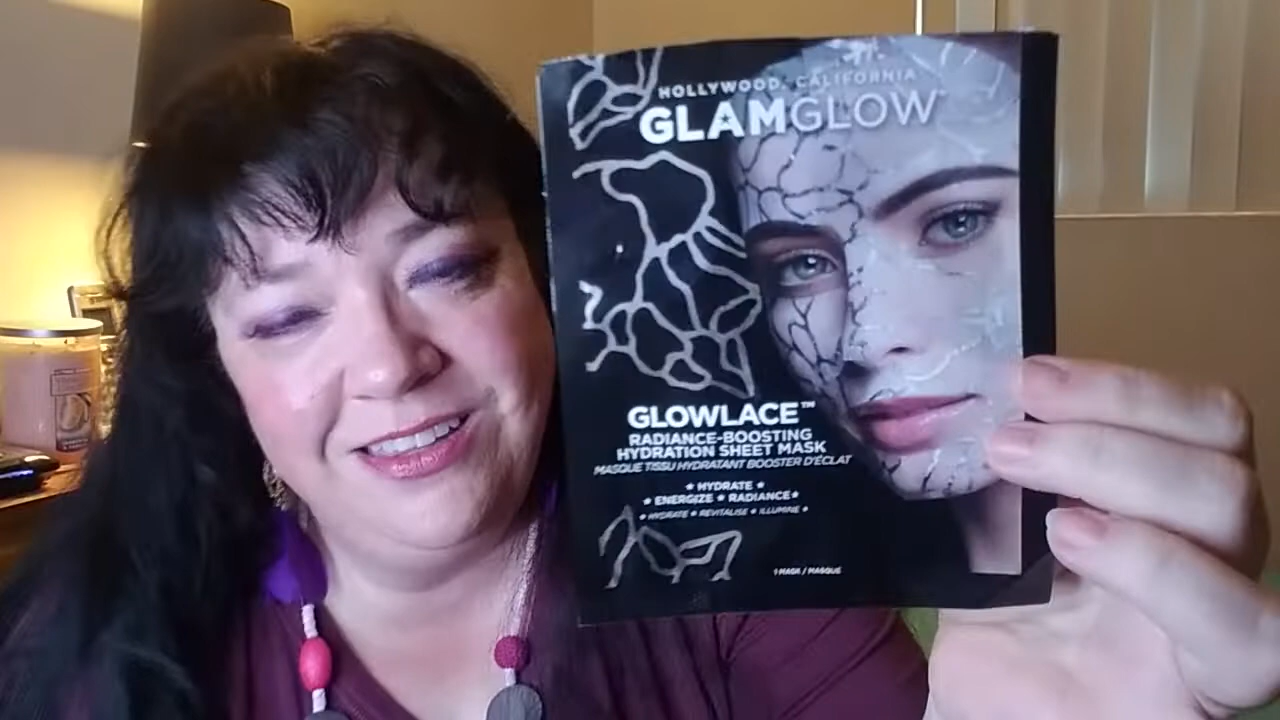 HOLLYWOOD, CALIFORNIA
GLAMGLOW™
GLOWLACE™
RADIANCE-BOOSTING
HYDRATION SHEET MASK
MASQUE TISSU HYDRATANT BOOSTER D'ÉCLAT
★ HYDRATE ★
★ ENERGIZE ★ RADIANCE ★
★ HYDRATE ★ REVITALISE ★ ILLUMINE ★
1 MASK / MASQUE